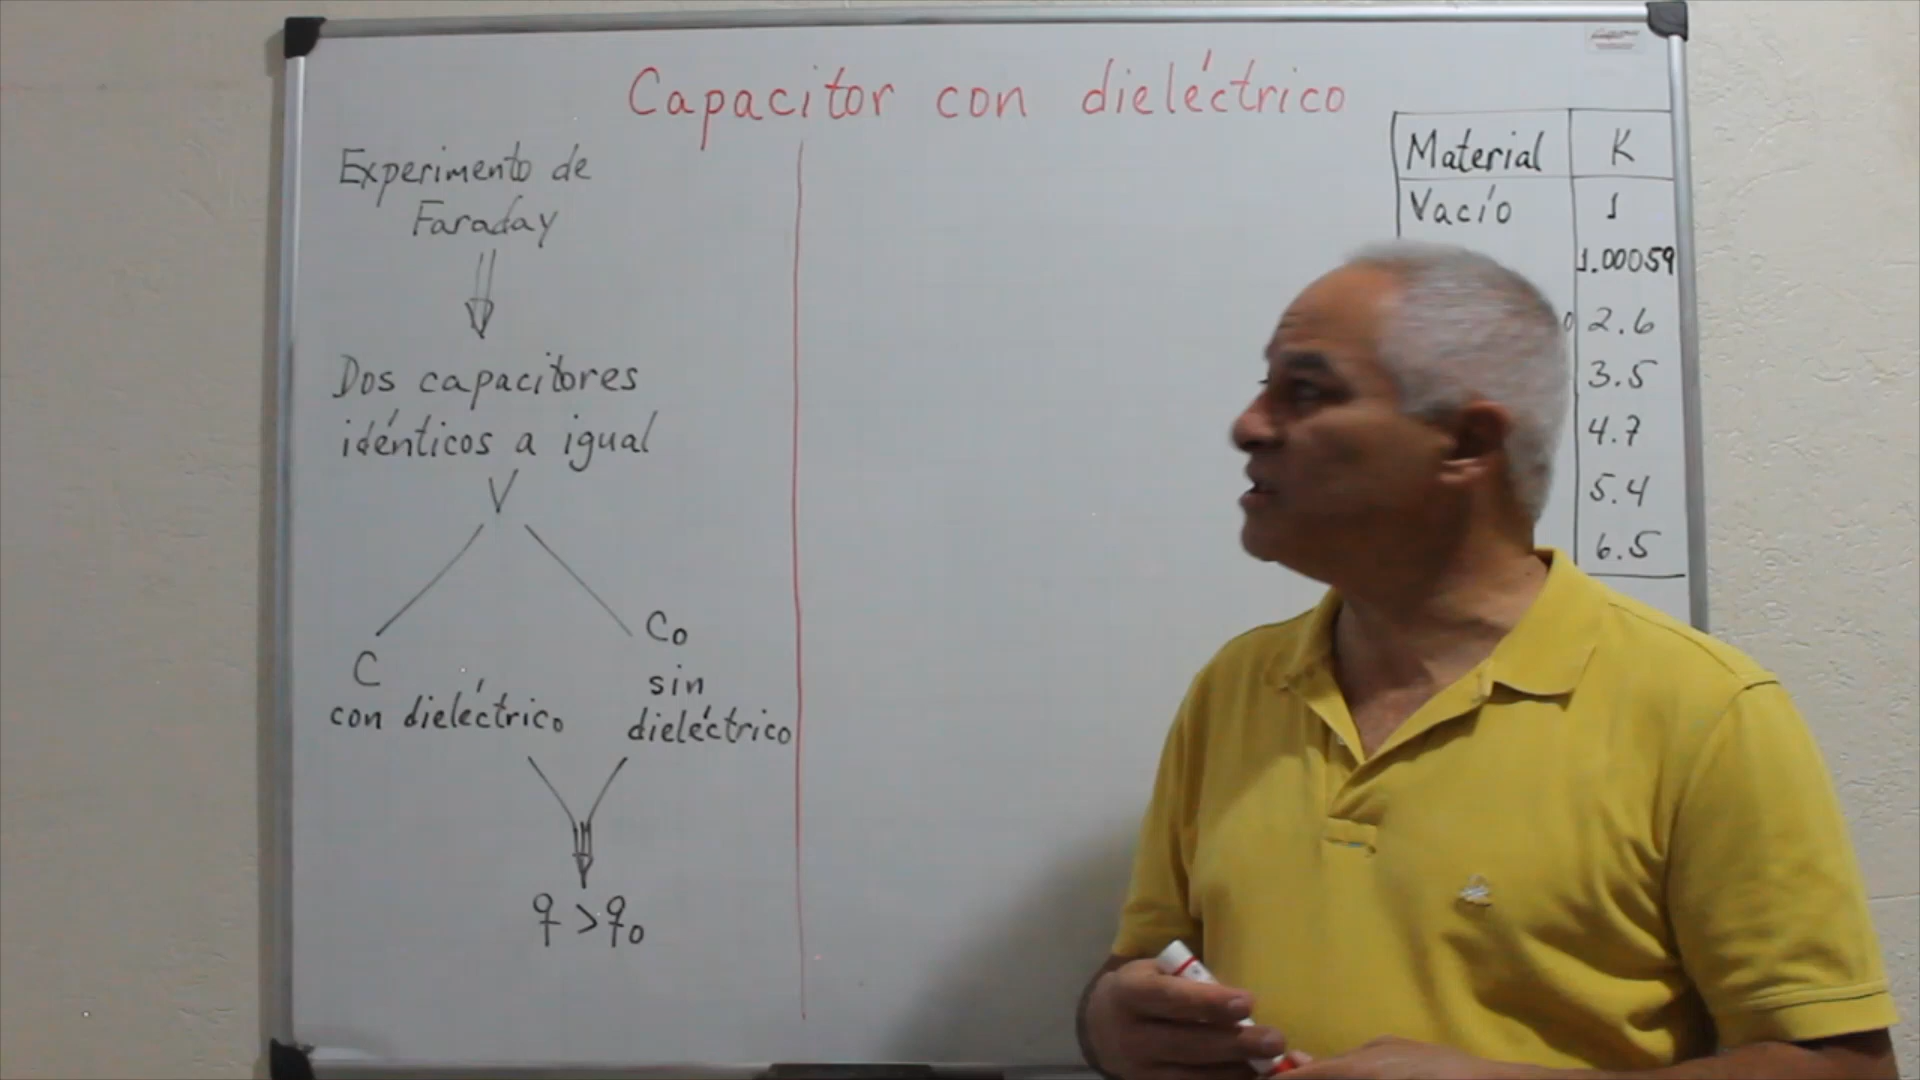 Capacitor con dieléctrico
Experimento de
Faraday
Dos capacitores
idénticos a igual
V
C
con dieléctrico
Co
sin
dieléctrico
q > q0
Material K
Vacío 1
1.00059
o 2.6
3.5
4.7
5.4
6.5